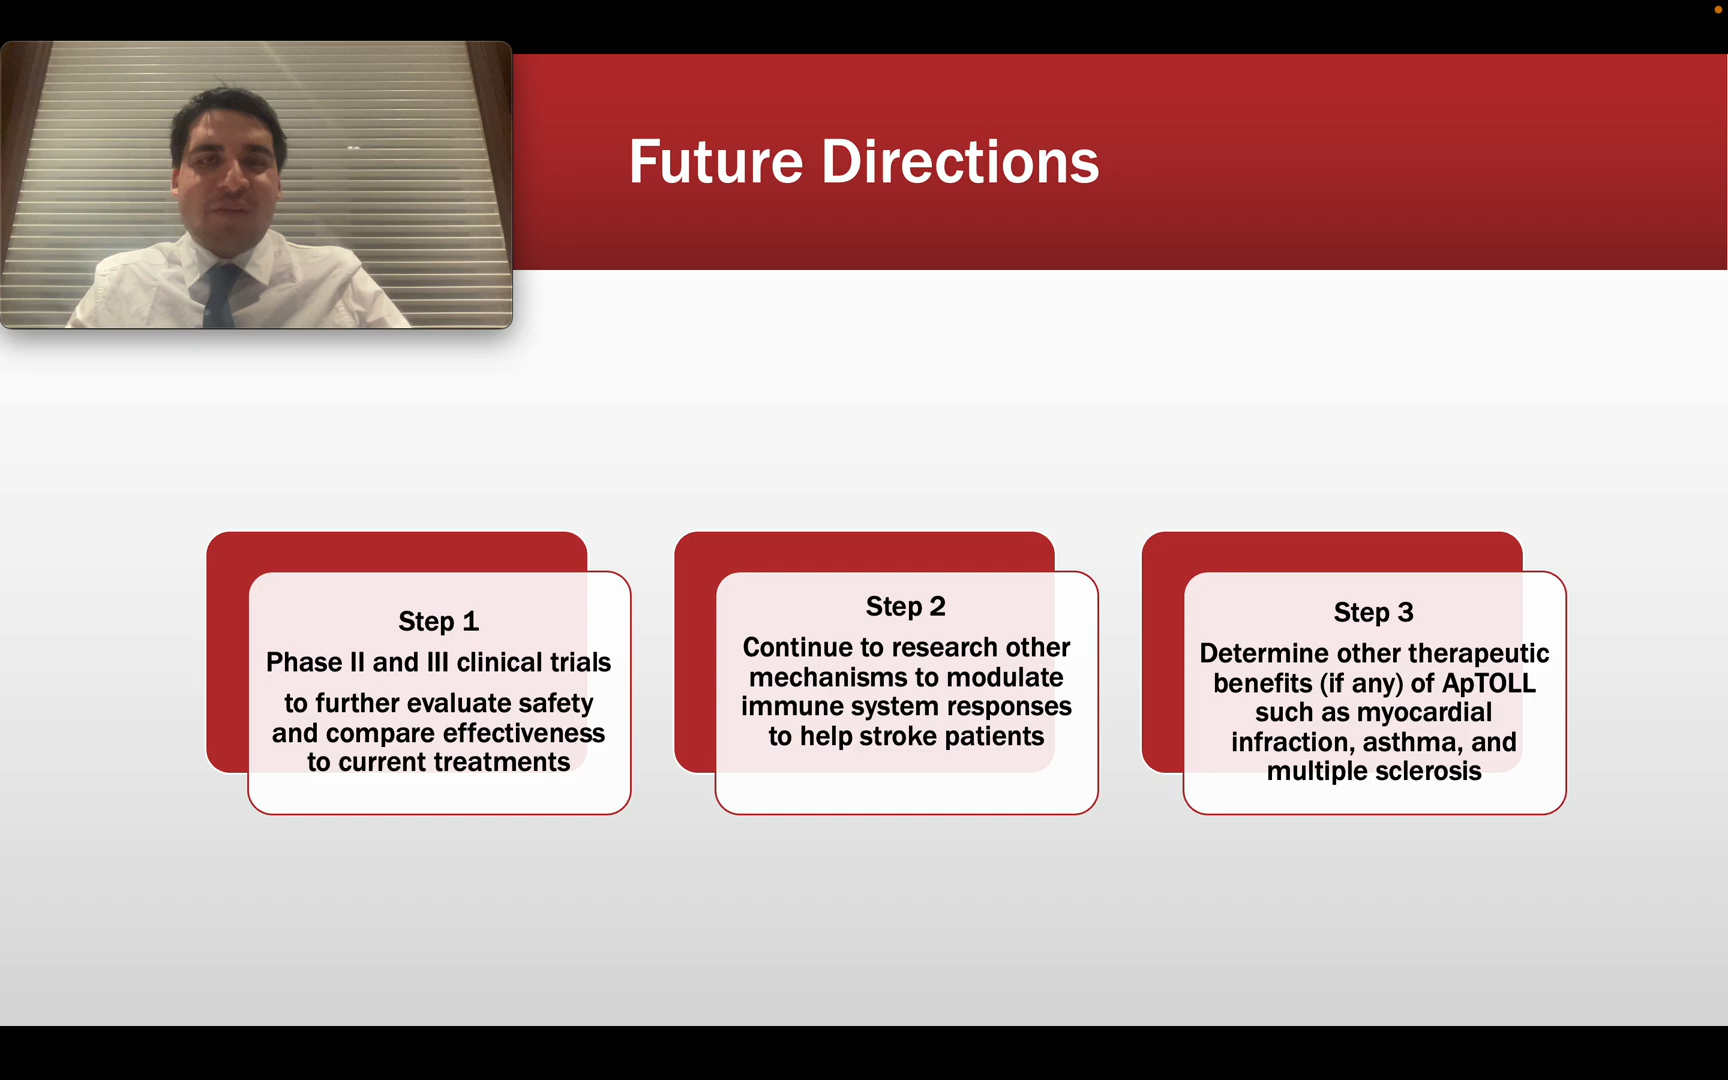 Future Directions
Step 1
Phase II and III clinical trials
to further evaluate safety
and compare effectiveness
to current treatments
Step 2
Continue to research other
mechanisms to modulate
immune system responses
to help stroke patients
Step 3
Determine other therapeutic
benefits (if any) of ApTOLL
such as myocardial
infraction, asthma, and
multiple sclerosis